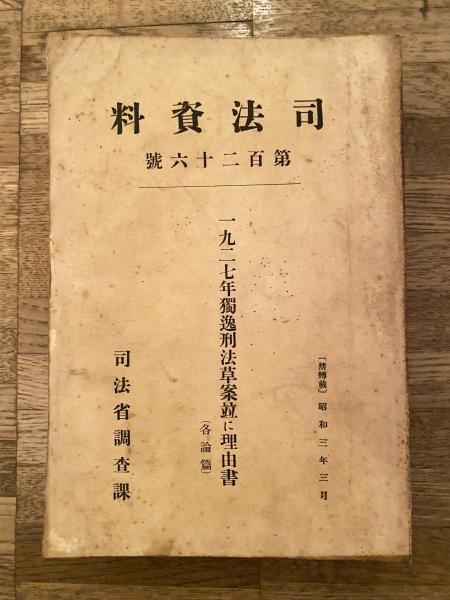 司法資料
第百二十六號
一九二七年獨逸刑法草案竝に理由書
（各論篇）
〔禁轉載〕昭和三年三月
司法省調査課